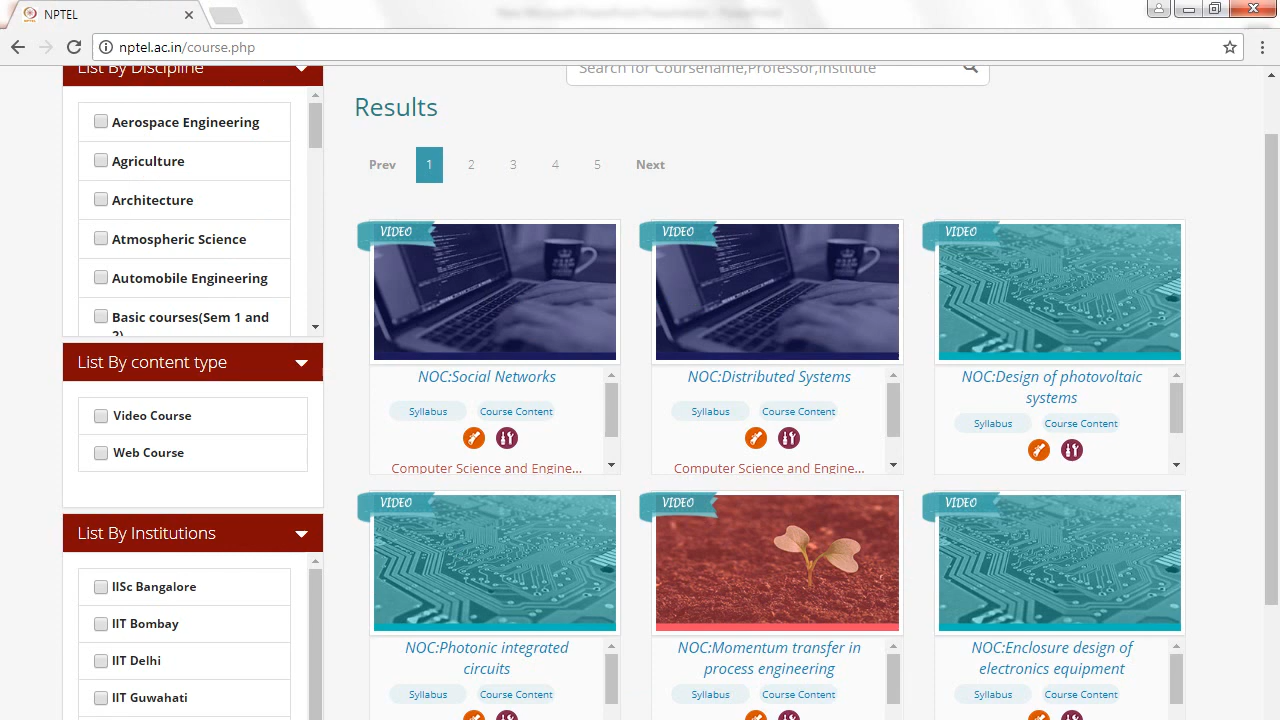 NPTEL
nptel.ac.in/course.php
List By Discipline
Search for Coursename,Professor,Institute
Aerospace Engineering
Agriculture
Architecture
Atmospheric Science
Automobile Engineering
Basic courses(Sem 1 and
2)
List By content type
Video Course
Web Course
List By Institutions
IISc Bangalore
IIT Bombay
IIT Delhi
IIT Guwahati
Results
Prev 1 2 3 4 5 Next
VIDEO VIDEO VIDEO
NOC:Social Networks
Syllabus Course Content
Computer Science and Engine...
NOC:Distributed Systems
Syllabus Course Content
Computer Science and Engine...
NOC:Design of photovoltaic
systems
Syllabus Course Content
VIDEO VIDEO VIDEO
NOC:Photonic integrated
circuits
Syllabus Course Content
NOC:Momentum transfer in
process engineering
Syllabus Course Content
NOC:Enclosure design of
electronics equipment
Syllabus Course Content